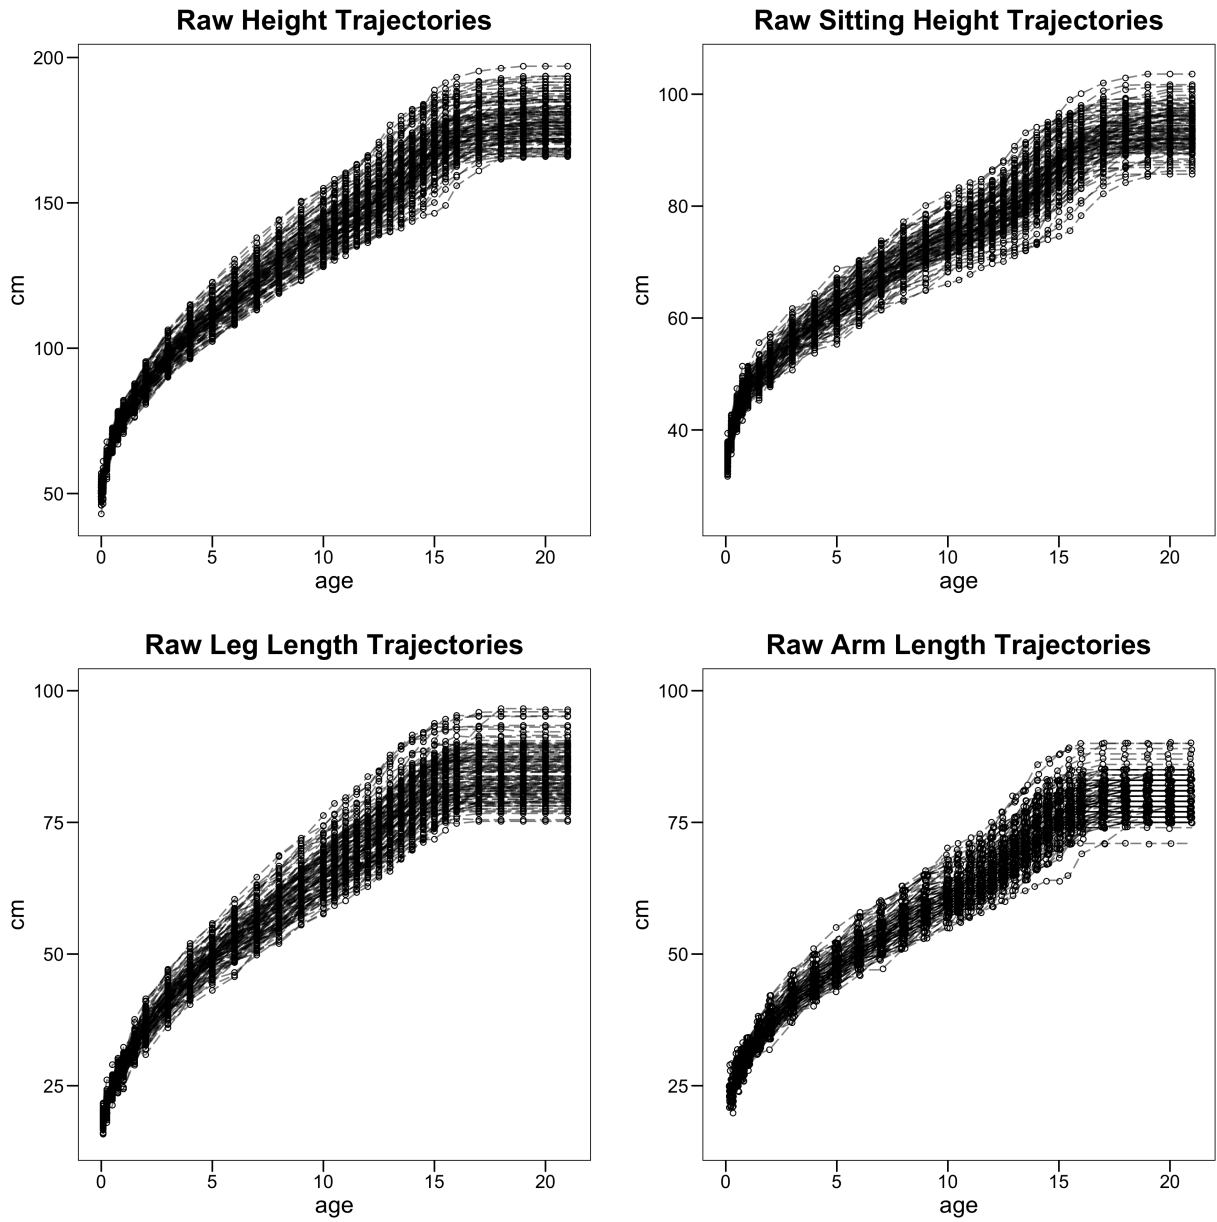 Raw Height Trajectories
200
150
100
50
cm
0 5 10 15 20
age
Raw Sitting Height Trajectories
100
80
60
40
cm
0 5 10 15 20
age
Raw Leg Length Trajectories
100
75
50
25
cm
0 5 10 15 20
age
Raw Arm Length Trajectories
100
75
50
25
cm
0 5 10 15 20
age